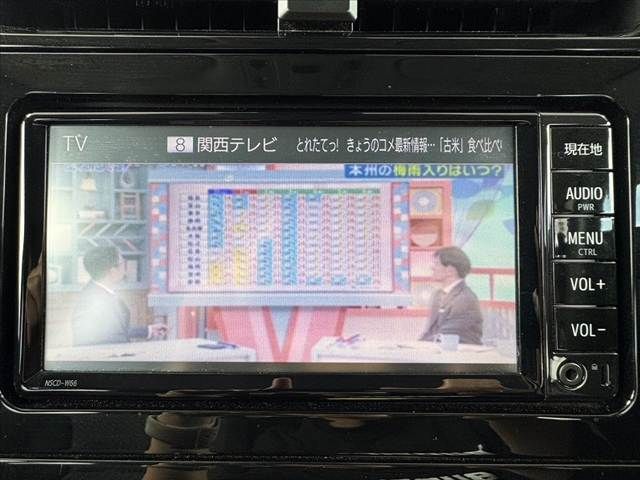 TV
8 関西テレビ とれたてっ! きょうのコメ最新情報…「古米」食べ比べ
本州の梅雨入りはいつ?
現在地
AUDIO
PWR
MENU
CTRL
VOL+
VOL-
NSCD-W66